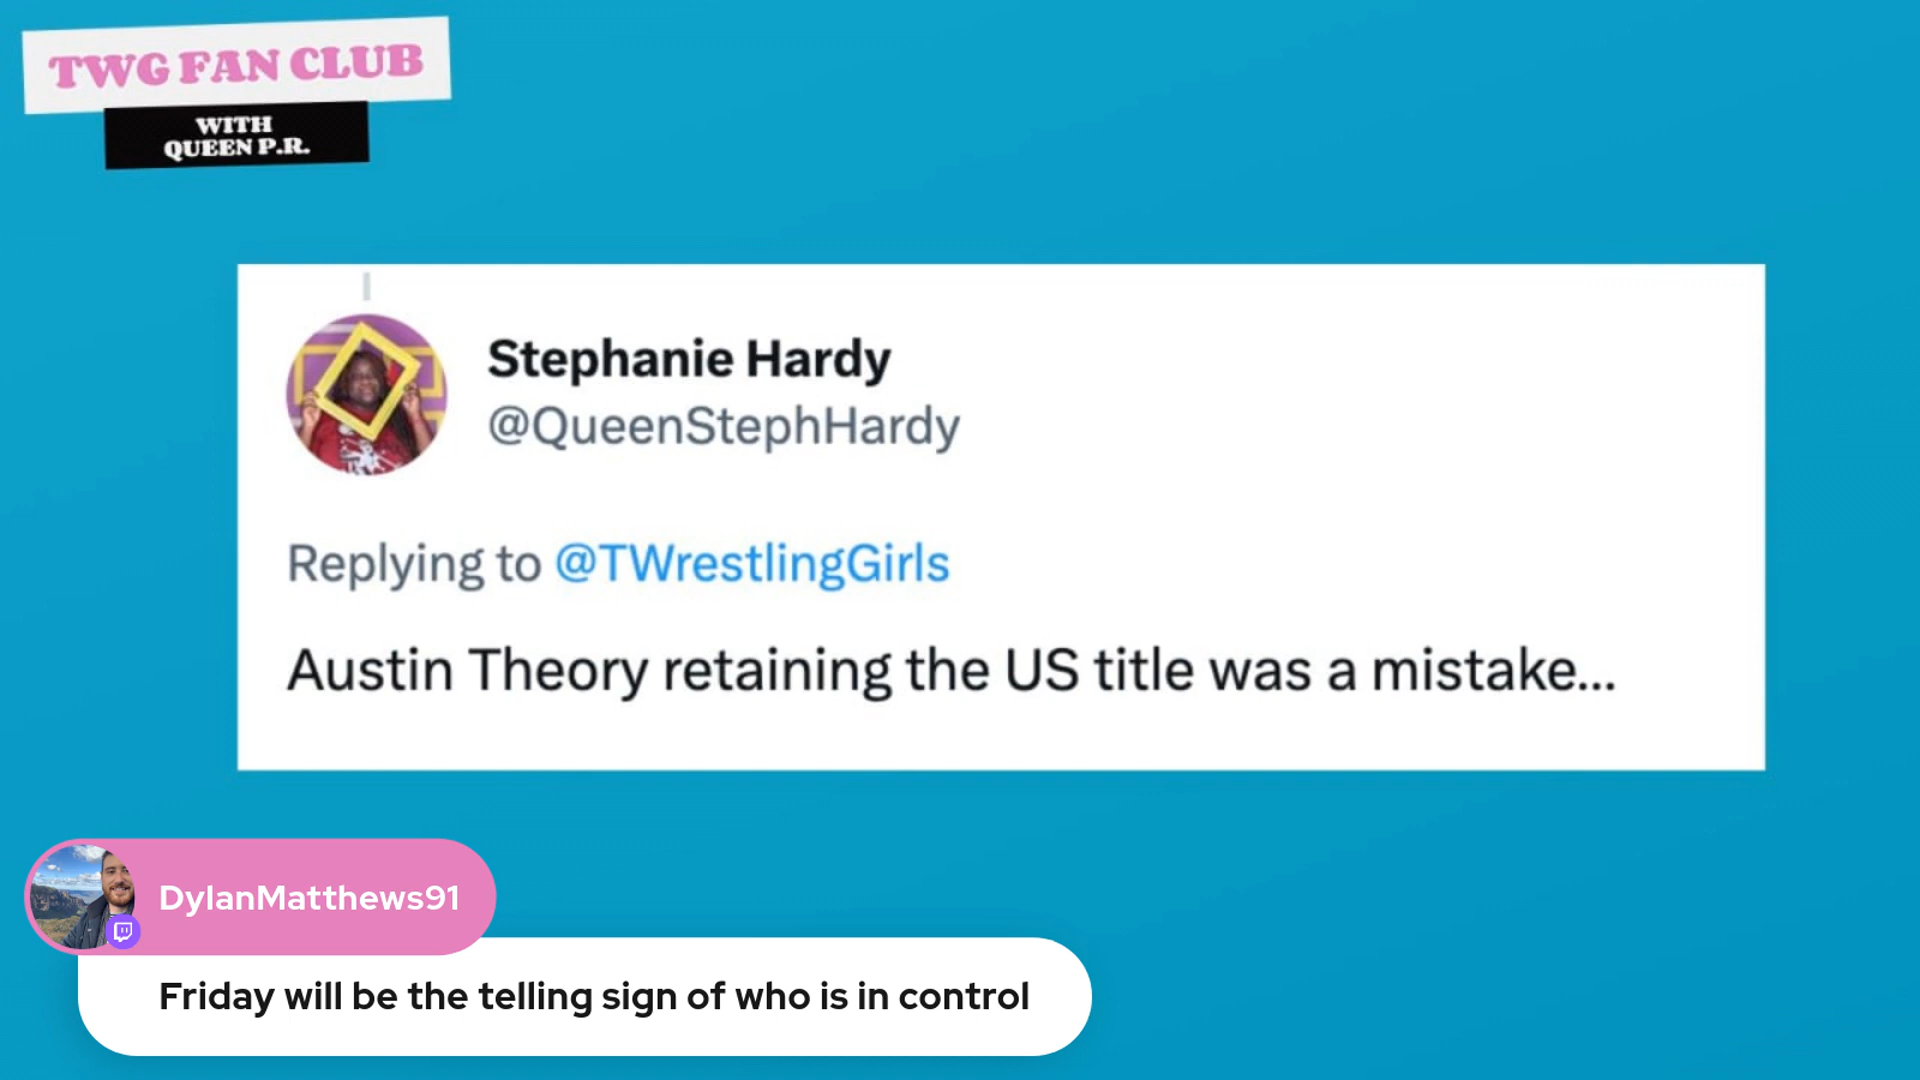 TWG FAN CLUB
WITH
QUEEN P.R.
Stephanie Hardy
@QueenStephHardy
Replying to @TWrestlingGirls
Austin Theory retaining the US title was a mistake...
DylanMatthews91
Friday will be the telling sign of who is in control